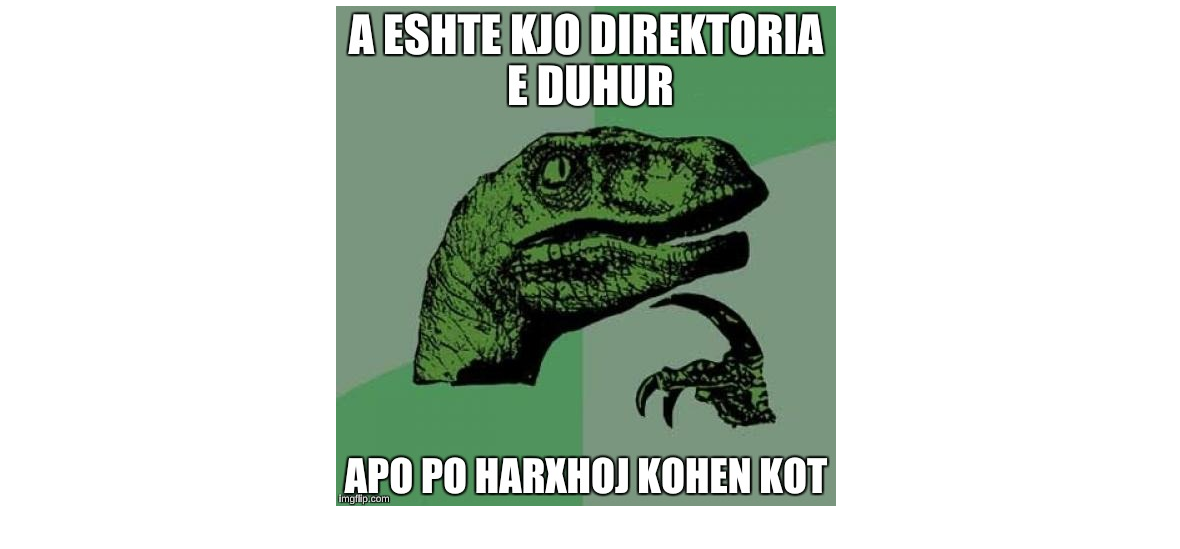 A ESHTE KJO DIREKTORIA
E DUHUR
APO PO HARXHOJ KOHEN KOT
imgflip.com